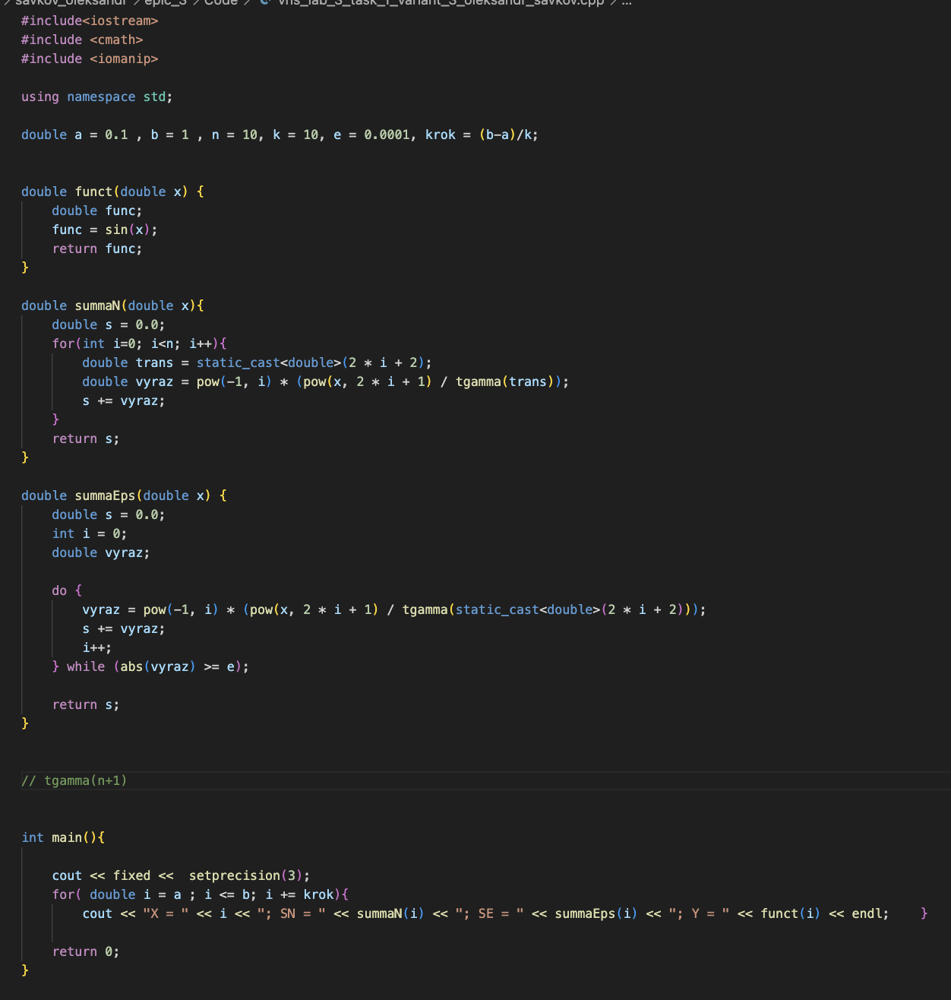 savkov_oleksandr > epic_3 > Code > vns_lab_3_task_1_variant_3_oleksandr_savkov.cpp > ...
#include<iostream>
#include <cmath>
#include <iomanip>
using namespace std;
double a = 0.1 , b = 1 , n = 10, k = 10, e = 0.0001, krok = (b-a)/k;
double funct(double x) {
double func;
func = sin(x);
return func;
}
double summaN(double x){
double s = 0.0;
for(int i=0; i<n; i++){
double trans = static_cast<double>(2 * i + 2);
double vyraz = pow(-1, i) * (pow(x, 2 * i + 1) / tgamma(trans));
s += vyraz;
}
return s;
}
double summaEps(double x) {
double s = 0.0;
int i = 0;
double vyraz;
do {
vyraz = pow(-1, i) * (pow(x, 2 * i + 1) / tgamma(static_cast<double>(2 * i + 2)));
s += vyraz;
i++;
} while (abs(vyraz) >= e);
return s;
}
// tgamma(n+1)
int main(){
cout << fixed <<  setprecision(3);
for( double i = a ; i <= b; i += krok){
cout << "X = " << i << "; SN = " << summaN(i) << "; SE = " << summaEps(i) << "; Y = " << funct(i) << endl;    }
return 0;
}